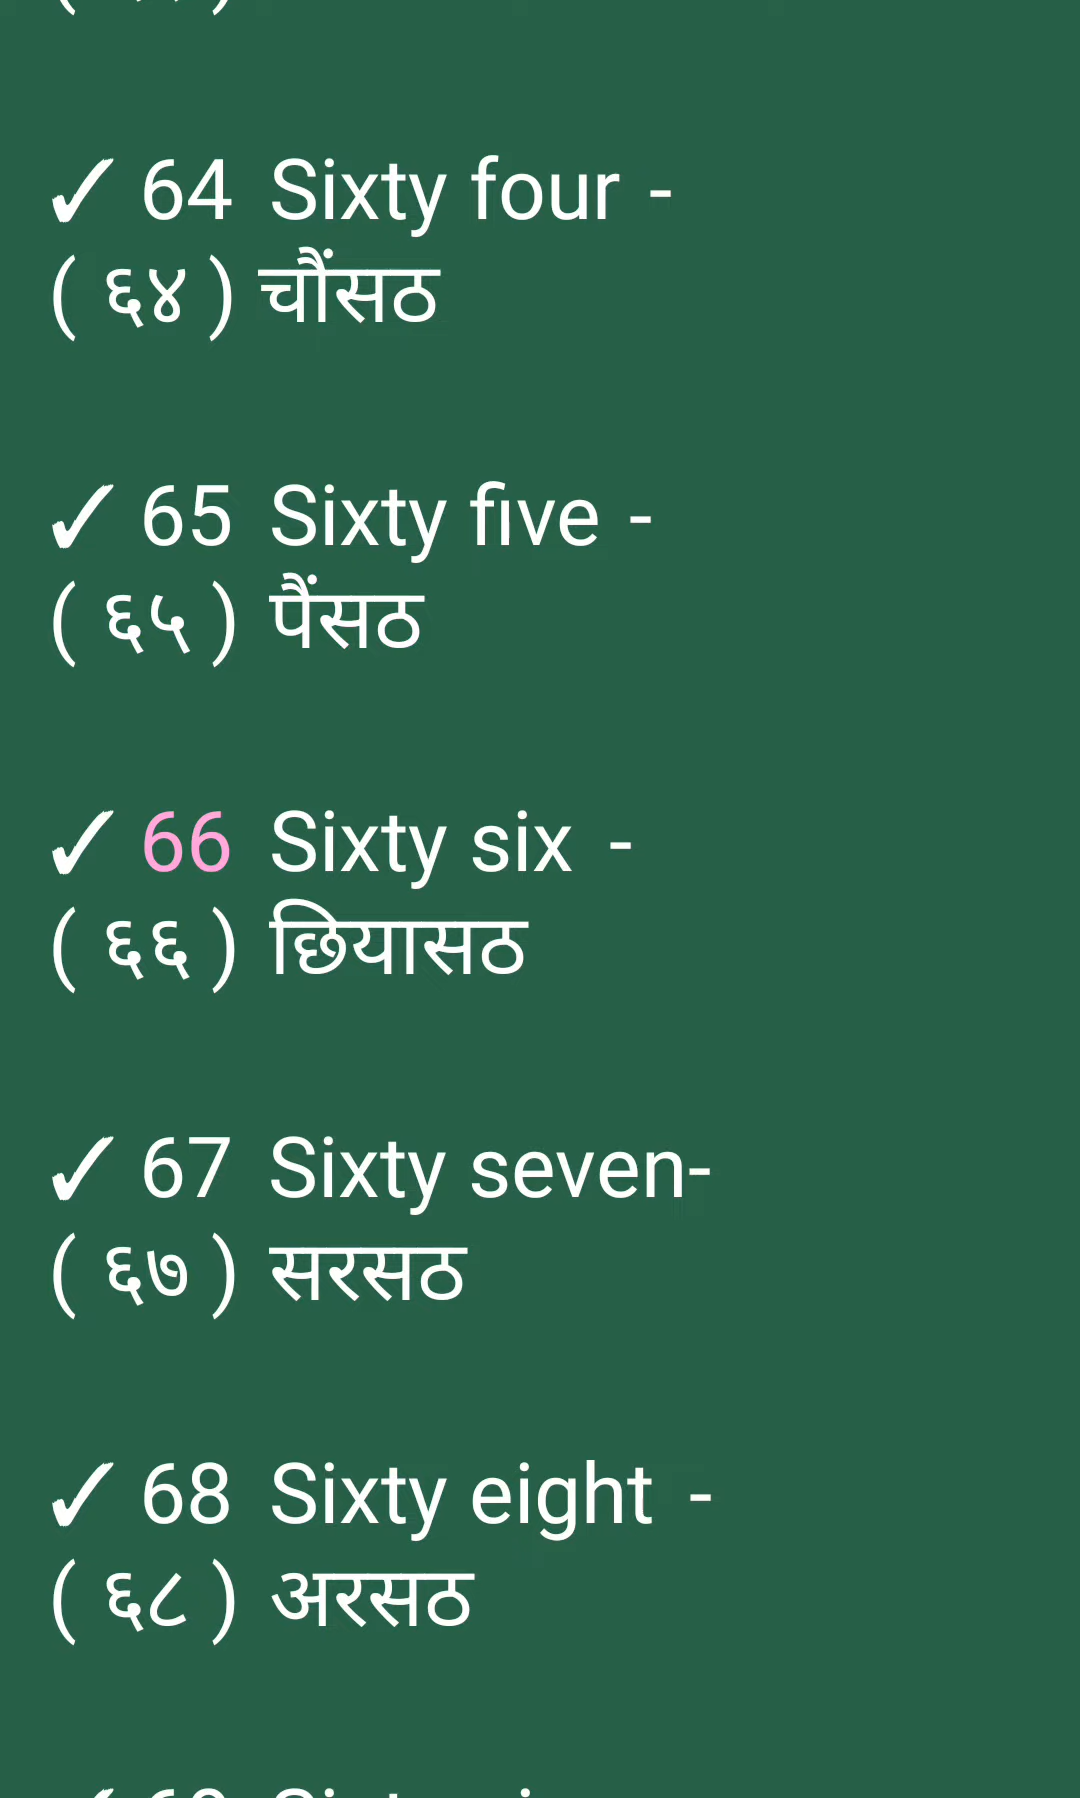 ✓ 64 Sixty four -
( ६४ ) चौंसठ
✓ 65 Sixty five -
( ६५ ) पैंसठ
✓ 66 Sixty six -
( ६६ ) छियासठ
✓ 67 Sixty seven-
( ६७ ) सरसठ
✓ 68 Sixty eight -
( ६८ ) अरसठ